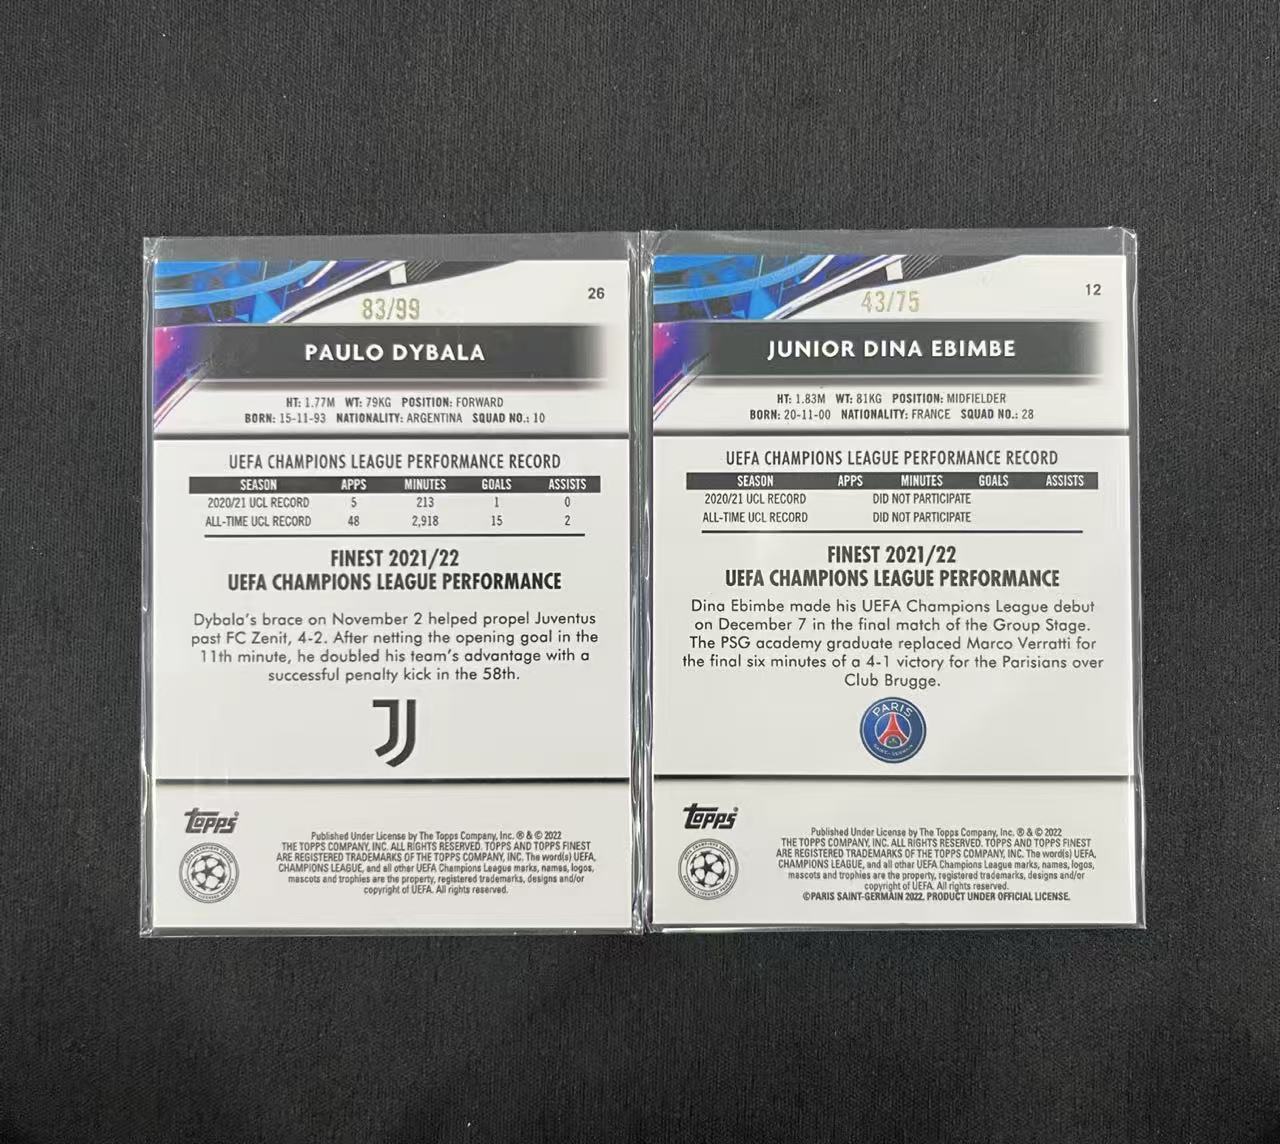 83/99
26
PAULO DYBALA
HT: 1.77M WT: 79KG POSITION: FORWARD
BORN: 15-11-93 NATIONALITY: ARGENTINA SQUAD NO.: 10
UEFA CHAMPIONS LEAGUE PERFORMANCE RECORD
SEASON APPS MINUTES GOALS ASSISTS
2020/21 UCL RECORD 5 213 1 0
ALL-TIME UCL RECORD 48 2,918 15 2
FINEST 2021/22
UEFA CHAMPIONS LEAGUE PERFORMANCE
Dybala's brace on November 2 helped propel Juventus
past FC Zenit, 4-2. After netting the opening goal in the
11th minute, he doubled his team's advantage with a
successful penalty kick in the 58th.
Topps®
Published Under License by The Topps Company, Inc. ® & © 2022
THE TOPPS COMPANY, INC. ALL RIGHTS RESERVED. TOPPS AND TOPPS FINEST
ARE REGISTERED TRADEMARKS OF THE TOPPS COMPANY, INC. The word(s) UEFA,
CHAMPIONS LEAGUE, and all other UEFA Champions League marks, names, logos,
mascots and trophies are the property, registered trademarks, designs and/or
copyright of UEFA. All rights reserved.
43/75
12
JUNIOR DINA EBIMBE
HT: 1.83M WT: 81KG POSITION: MIDFIELDER
BORN: 20-11-00 NATIONALITY: FRANCE SQUAD NO.: 28
UEFA CHAMPIONS LEAGUE PERFORMANCE RECORD
SEASON APPS MINUTES GOALS ASSISTS
2020/21 UCL RECORD DID NOT PARTICIPATE
ALL-TIME UCL RECORD DID NOT PARTICIPATE
FINEST 2021/22
UEFA CHAMPIONS LEAGUE PERFORMANCE
Dina Ebimbe made his UEFA Champions League debut
on December 7 in the final match of the Group Stage.
The PSG academy graduate replaced Marco Verratti for
the final six minutes of a 4-1 victory for the Parisians over
Club Brugge.
PARIS
SAINT-GERMAIN
Topps®
Published Under License by The Topps Company, Inc. ® & © 2022
THE TOPPS COMPANY, INC. ALL RIGHTS RESERVED. TOPPS AND TOPPS FINEST
ARE REGISTERED TRADEMARKS OF THE TOPPS COMPANY, INC. The word(s) UEFA,
CHAMPIONS LEAGUE, and all other UEFA Champions League marks, names, logos,
mascots and trophies are the property, registered trademarks, designs and/or
copyright of UEFA. All rights reserved.
©PARIS SAINT-GERMAIN 2022. PRODUCT UNDER OFFICIAL LICENSE.